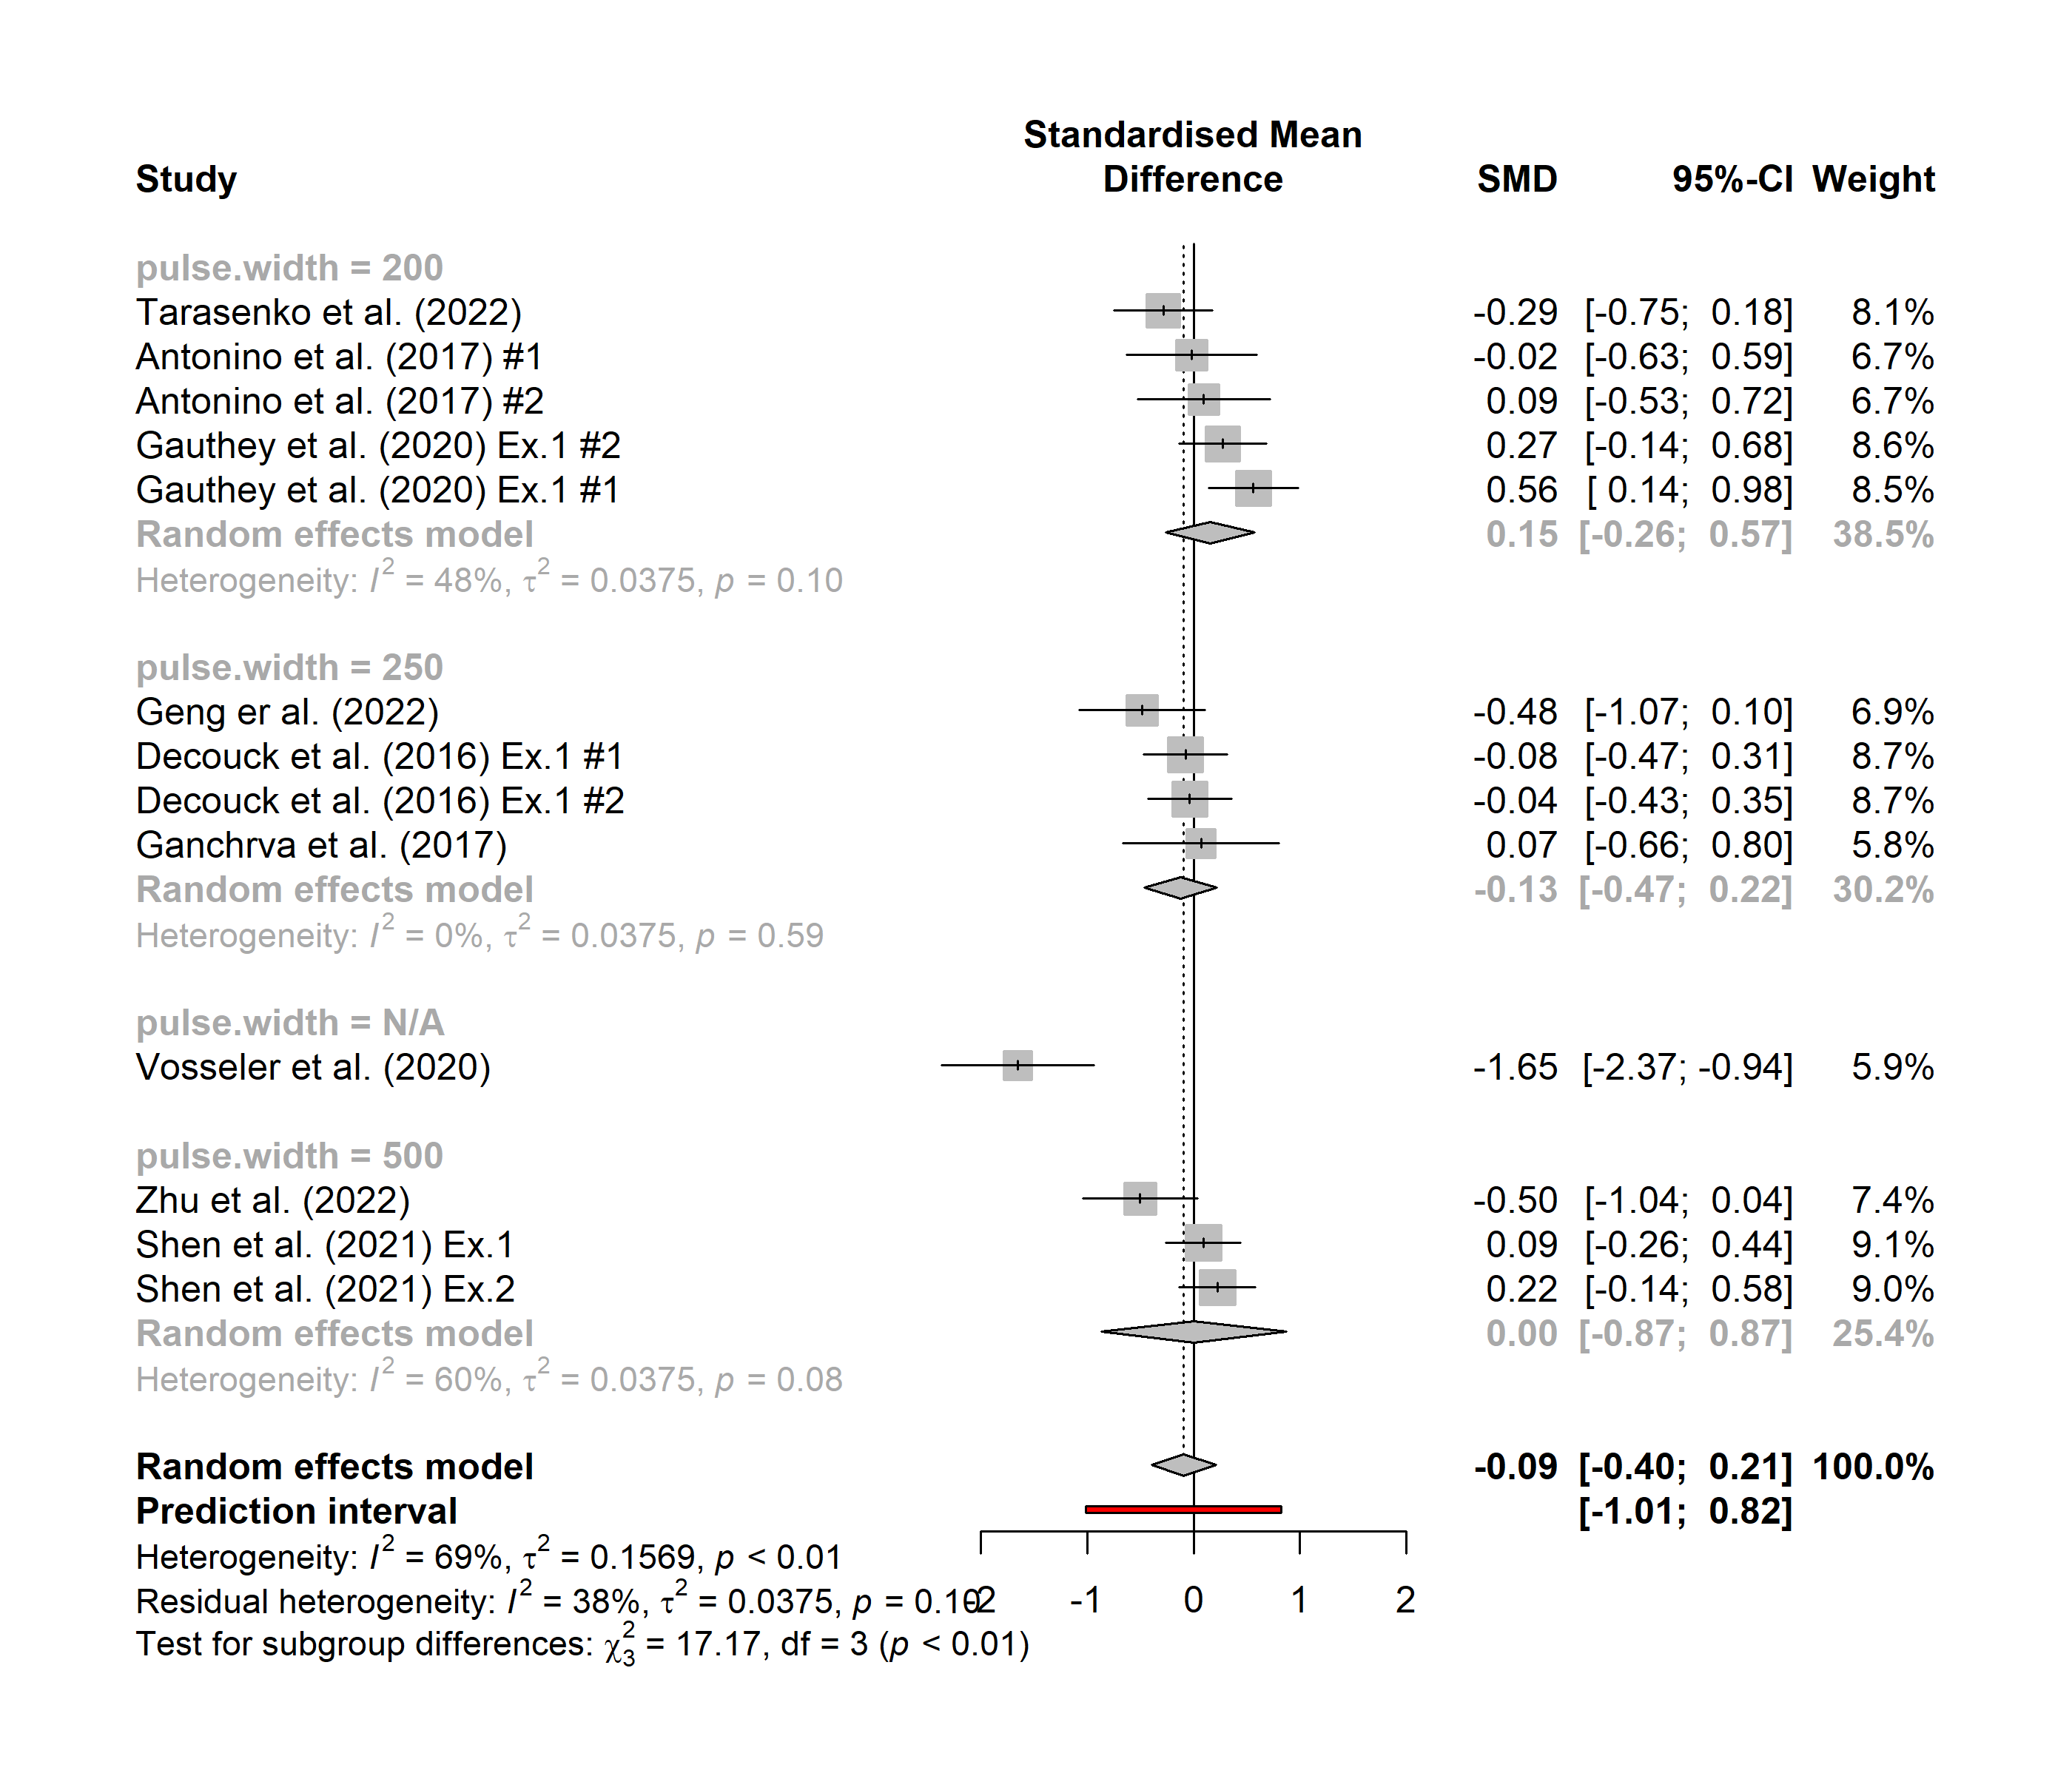 Standardised Mean
Study Difference SMD 95%-CI Weight
pulse.width = 200
Tarasenko et al. (2022) -0.29 [-0.75; 0.18] 8.1%
Antonino et al. (2017) #1 -0.02 [-0.63; 0.59] 6.7%
Antonino et al. (2017) #2 0.09 [-0.53; 0.72] 6.7%
Gauthey et al. (2020) Ex.1 #2 0.27 [-0.14; 0.68] 8.6%
Gauthey et al. (2020) Ex.1 #1 0.56 [ 0.14; 0.98] 8.5%
Random effects model 0.15 [-0.26; 0.57] 38.5%
Heterogeneity: I² = 48%, τ² = 0.0375, p = 0.10
pulse.width = 250
Geng er al. (2022) -0.48 [-1.07; 0.10] 6.9%
Decouck et al. (2016) Ex.1 #1 -0.08 [-0.47; 0.31] 8.7%
Decouck et al. (2016) Ex.1 #2 -0.04 [-0.43; 0.35] 8.7%
Ganchrva et al. (2017) 0.07 [-0.66; 0.80] 5.8%
Random effects model -0.13 [-0.47; 0.22] 30.2%
Heterogeneity: I² = 0%, τ² = 0.0375, p = 0.59
pulse.width = N/A
Vosseler et al. (2020) -1.65 [-2.37; -0.94] 5.9%
pulse.width = 500
Zhu et al. (2022) -0.50 [-1.04; 0.04] 7.4%
Shen et al. (2021) Ex.1 0.09 [-0.26; 0.44] 9.1%
Shen et al. (2021) Ex.2 0.22 [-0.14; 0.58] 9.0%
Random effects model 0.00 [-0.87; 0.87] 25.4%
Heterogeneity: I² = 60%, τ² = 0.0375, p = 0.08
Random effects model -0.09 [-0.40; 0.21] 100.0%
Prediction interval [-1.01; 0.82]
Heterogeneity: I² = 69%, τ² = 0.1569, p < 0.01
Residual heterogeneity: I² = 38%, τ² = 0.0375, p = 0.10 -2 -1 0 1 2
Test for subgroup differences: χ²₃ = 17.17, df = 3 (p < 0.01)